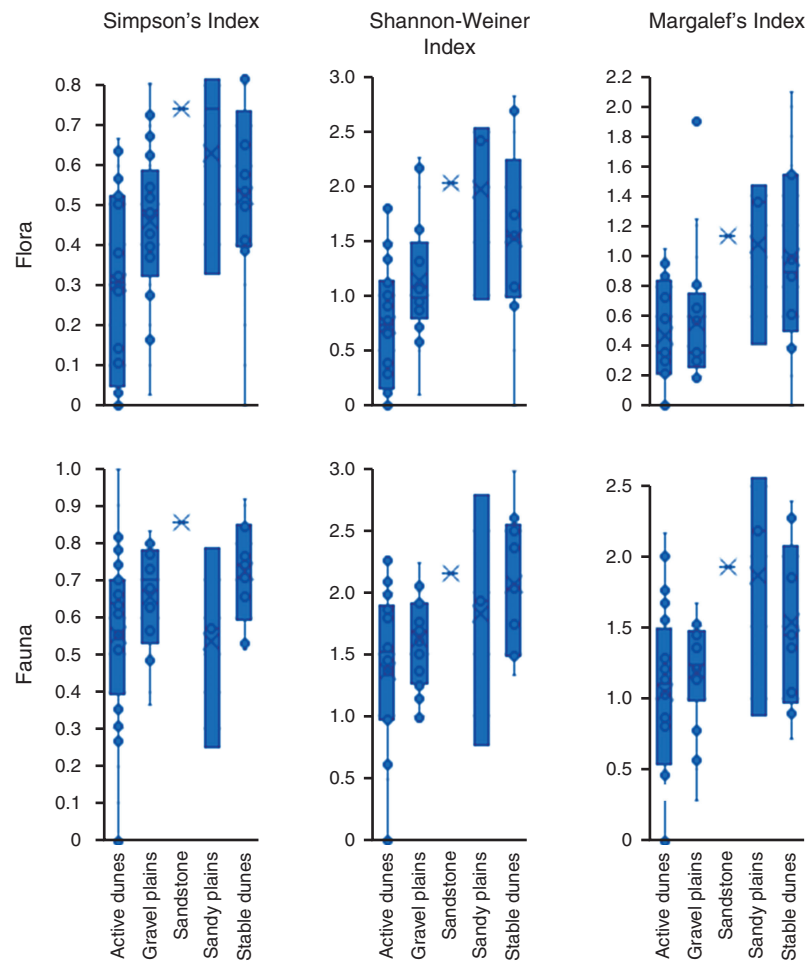 Simpson's Index
Shannon-Weiner
Index
Margalef's Index
Flora
0.8
0.7
0.6
0.5
0.4
0.3
0.2
0.1
0
3.0
2.5
2.0
1.5
1.0
0.5
0
2.2
2.0
1.8
1.6
1.4
1.2
1.0
0.8
0.6
0.4
0.2
0
Fauna
1.0
0.9
0.8
0.7
0.6
0.5
0.4
0.3
0.2
0.1
0
3.0
2.5
2.0
1.5
1.0
0.5
0
2.5
2.0
1.5
1.0
0.5
0
Active dunes
Gravel plains
Sandstone
Sandy plains
Stable dunes
Active dunes
Gravel plains
Sandstone
Sandy plains
Stable dunes
Active dunes
Gravel plains
Sandstone
Sandy plains
Stable dunes